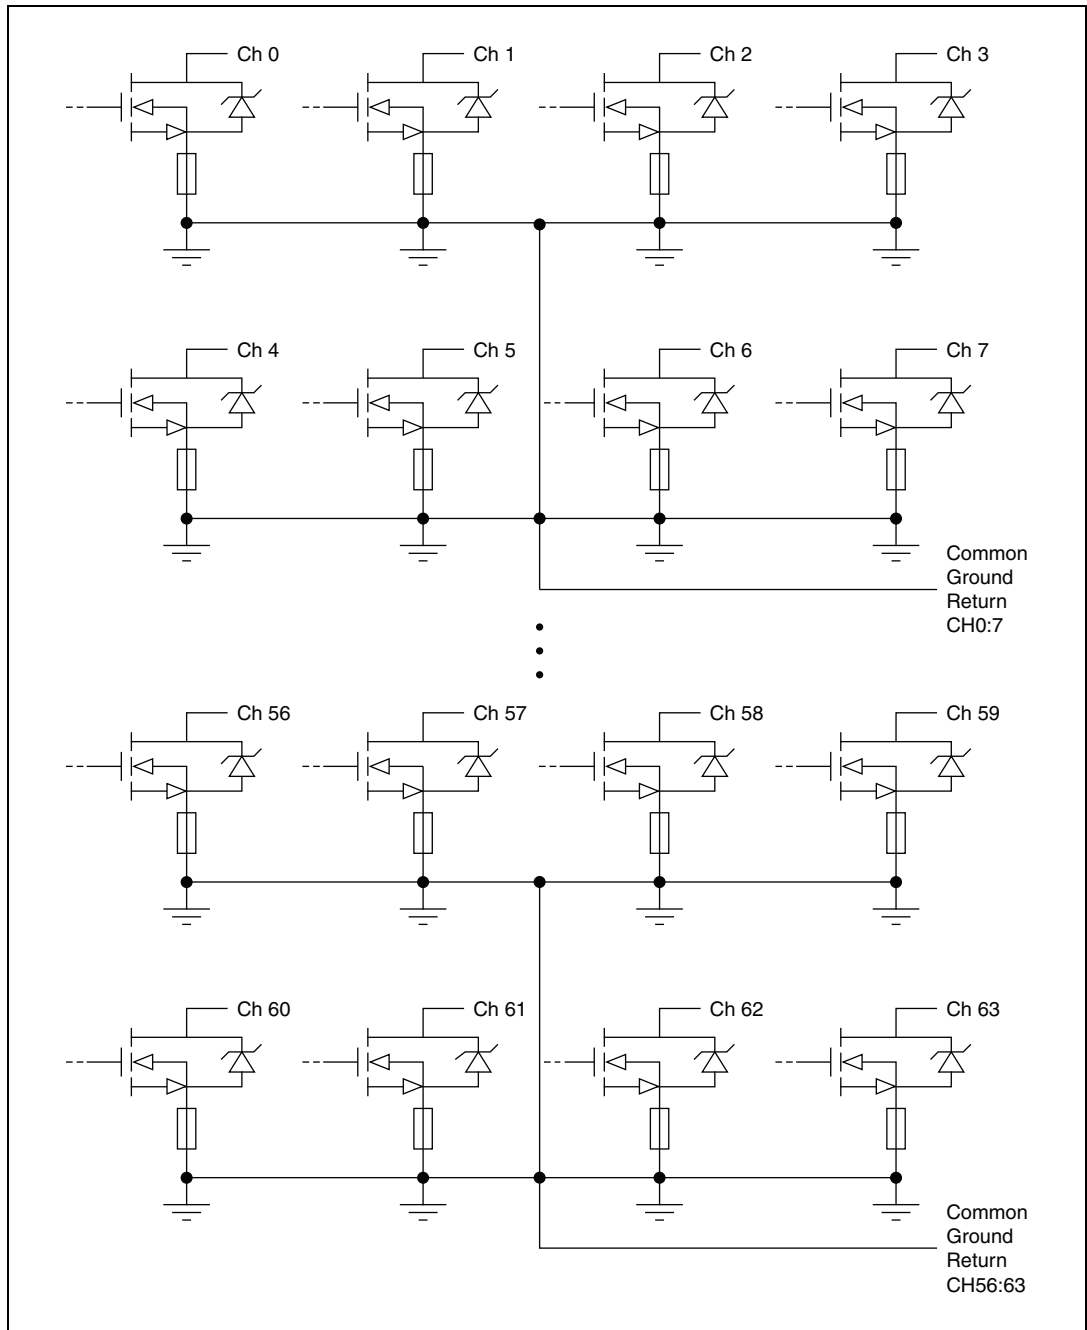 Ch 0
Ch 1
Ch 2
Ch 3
Ch 4
Ch 5
Ch 6
Ch 7
Common
Ground
Return
CH0:7
Ch 56
Ch 57
Ch 58
Ch 59
Ch 60
Ch 61
Ch 62
Ch 63
Common
Ground
Return
CH56:63